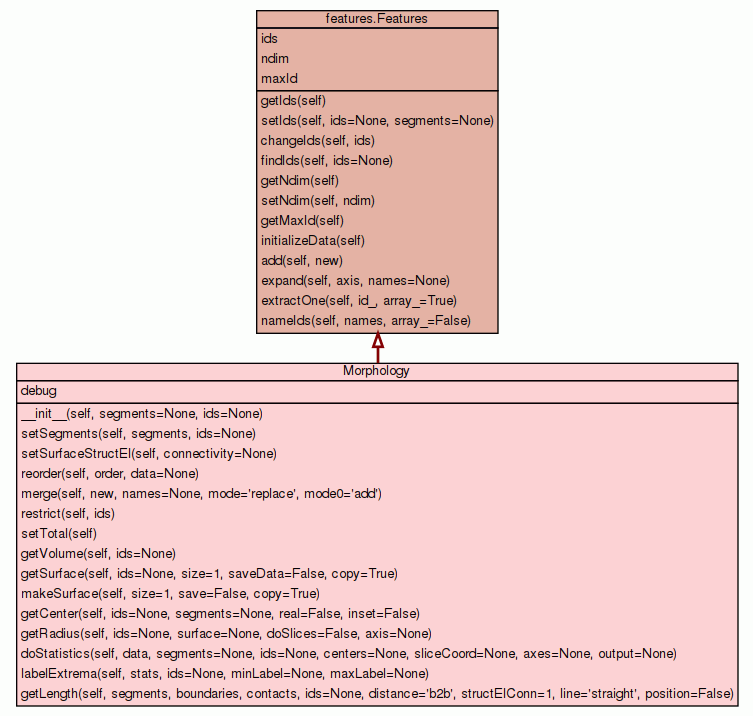 features.Features
ids
ndim
maxId
getIds(self)
setIds(self, ids=None, segments=None)
changeIds(self, ids)
findIds(self, ids=None)
getNdim(self)
setNdim(self, ndim)
getMaxId(self)
initializeData(self)
add(self, new)
expand(self, axis, names=None)
extractOne(self, id_, array_=True)
nameIds(self, names, array_=False)
Morphology
debug
__init__(self, segments=None, ids=None)
setSegments(self, segments, ids=None)
setSurfaceStructEl(self, connectivity=None)
reorder(self, order, data=None)
merge(self, new, names=None, mode='replace', mode0='add')
restrict(self, ids)
setTotal(self)
getVolume(self, ids=None)
getSurface(self, ids=None, size=1, saveData=False, copy=True)
makeSurface(self, size=1, save=False, copy=True)
getCenter(self, ids=None, segments=None, real=False, inset=False)
getRadius(self, ids=None, surface=None, doSlices=False, axis=None)
doStatistics(self, data, segments=None, ids=None, centers=None, sliceCoord=None, axes=None, output=None)
labelExtrema(self, stats, ids=None, minLabel=None, maxLabel=None)
getLength(self, segments, boundaries, contacts, ids=None, distance='b2b', structElConn=1, line='straight', position=False)